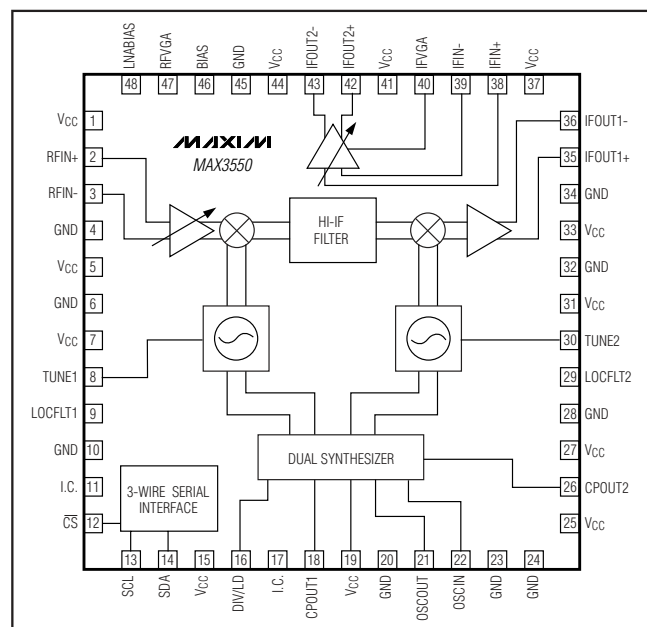 LNABIAS
RFVGA
BIAS
GND
VCC
IFOUT2-
IFOUT2+
VCC
IFVGA
IFIN-
IFIN+
VCC
48 47 46 45 44 43 42 41 40 39 38 37
VCC 1
RFIN+ 2
RFIN- 3
GND 4
VCC 5
GND 6
VCC 7
TUNE1 8
LOCFLT1 9
GND 10
I.C. 11
CS 12
MAXIM
MAX3550
HI-IF
FILTER
DUAL SYNTHESIZER
3-WIRE SERIAL
INTERFACE
36 IFOUT1-
35 IFOUT1+
34 GND
33 VCC
32 GND
31 VCC
30 TUNE2
29 LOCFLT2
28 GND
27 VCC
26 CPOUT2
25 VCC
13 14 15 16 17 18 19 20 21 22 23 24
SCL
SDA
VCC
DIV/LD
I.C.
CPOUT1
VCC
GND
OSCOUT
OSCIN
GND
GND